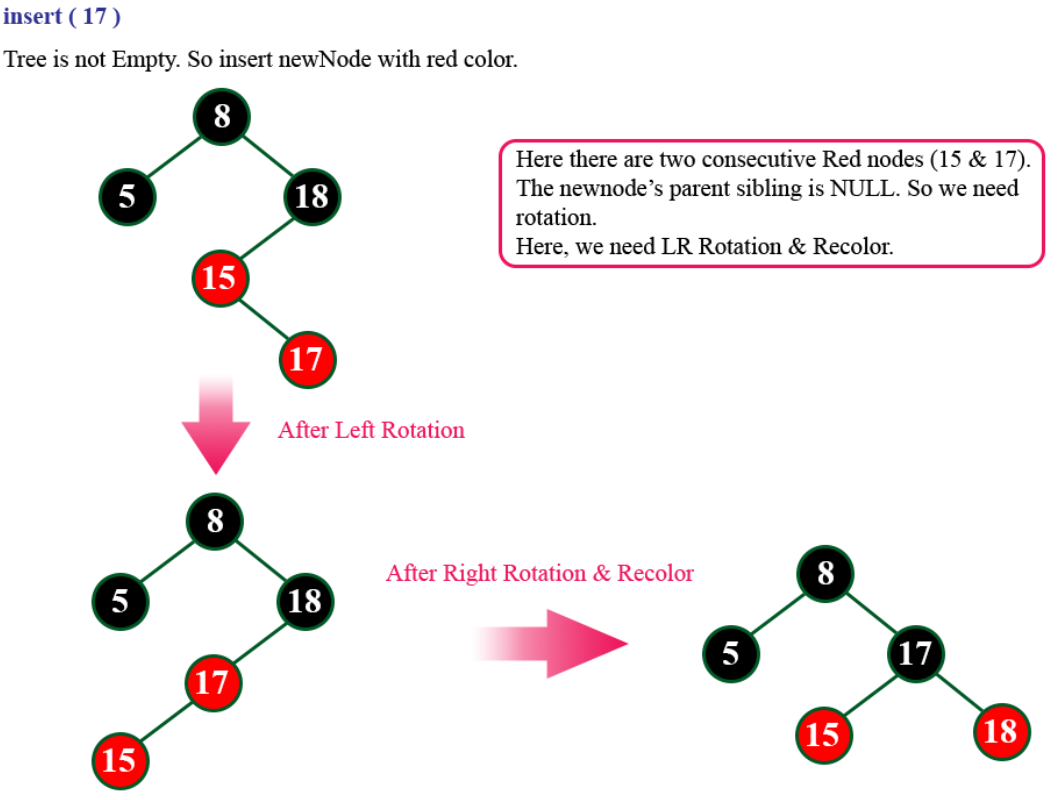 insert ( 17 )
Tree is not Empty. So insert newNode with red color.
8
5
18
15
17
Here there are two consecutive Red nodes (15 & 17).
The newnode's parent sibling is NULL. So we need
rotation.
Here, we need LR Rotation & Recolor.
After Left Rotation
8
5
18
17
15
After Right Rotation & Recolor
8
5
17
15
18